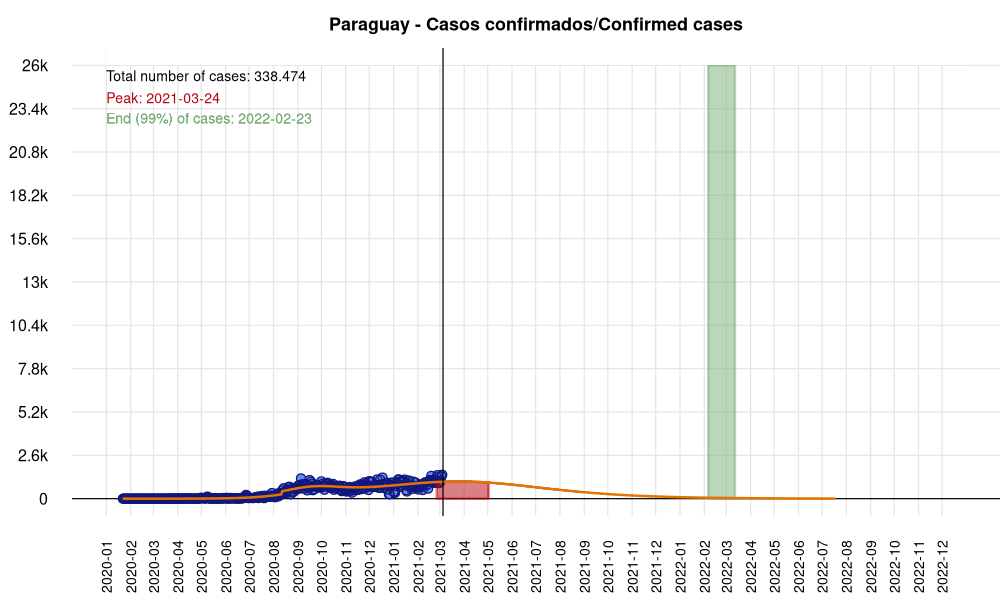 Paraguay - Casos confirmados/Confirmed cases
Total number of cases: 338.474
Peak: 2021-03-24
End (99%) of cases: 2022-02-23
26k
23.4k
20.8k
18.2k
15.6k
13k
10.4k
7.8k
5.2k
2.6k
0
2020-01
2020-02
2020-03
2020-04
2020-05
2020-06
2020-07
2020-08
2020-09
2020-10
2020-11
2020-12
2021-01
2021-02
2021-03
2021-04
2021-05
2021-06
2021-07
2021-08
2021-09
2021-10
2021-11
2021-12
2022-01
2022-02
2022-03
2022-04
2022-05
2022-06
2022-07
2022-08
2022-09
2022-10
2022-11
2022-12